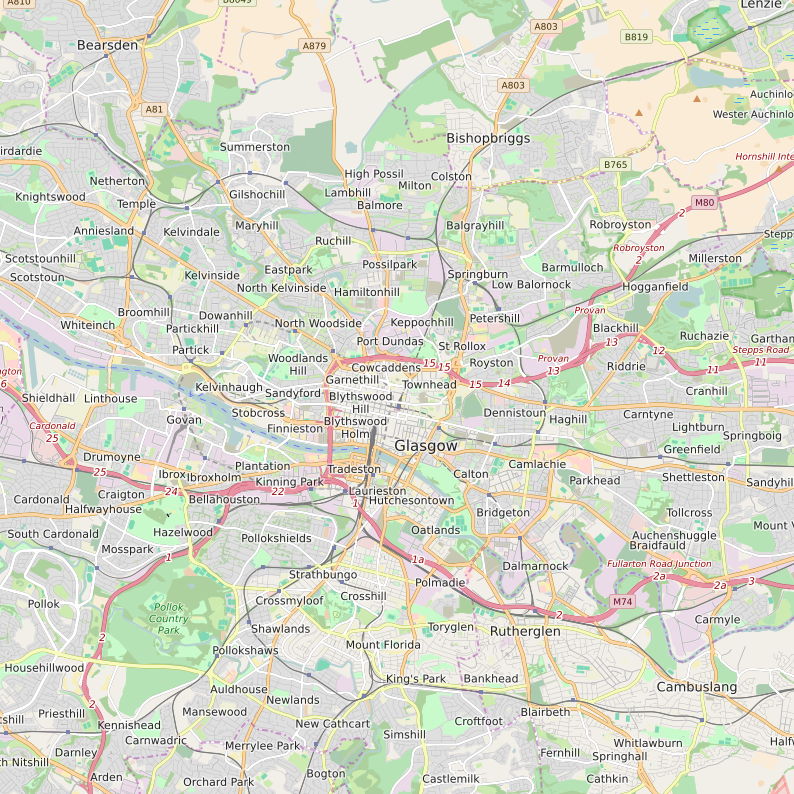 A810
B8049
Lenzie
Bearsden
A879
A803
B819
A803
A81
Auchinlo
Wester Auchinlo
Bishopbriggs
irdardie
Summerston
B765
Hornshill Inte
High Possil
Milton
Colston
Netherton
Lambhill
Knightswood
Gilshochill
Temple
Balmore
M80
2
Anniesland
Kelvindale
Maryhill
Balgrayhill
Robroyston
Ruchill
Stepps
Robroyston
2
Scotstounhill
Scotstoun
Kelvinside
Eastpark
Possilpark
Springburn
Barmulloch
Millerston
North Kelvinside
Hamiltonhill
Low Balornock
Hogganfield
Broomhill
Whiteinch
Dowanhill
Partickhill
North Woodside
Keppochhill
Petershill
Provan
Blackhill
Ruchazie
Gartham
Partick
Port Dundas
St Rollox
13
12
Stepps Road
Woodlands
Hill
Cowcaddens
15
15
Royston
Provan
13
Riddrie
11
11
ngton
6
Kelvinhaugh
Sandyford
Garnethill
Townhead
15
14
Cranhill
Shieldhall
Linthouse
Blythswood
Hill
Stobcross
Dennistoun
Haghill
Carntyne
Govan
Finnieston
Blythswood
Holm
Lightburn
Springboig
Cardonald
25
Glasgow
Greenfield
Drumoyne
Plantation
Tradeston
Calton
Camlachie
25
Ibrox
Ibroxholm
Kinning Park
Parkhead
Shettleston
Sandyhil
Cardonald
Craigton
24
22
Laurieston
Halfwayhouse
Bellahouston
1
Hutchesontown
Bridgeton
Tollcross
Mount V
South Cardonald
Hazelwood
Oatlands
Auchenshuggle
Mosspark
Pollokshields
Braidfauld
1
1a
Dalmarnock
Fullarton Road Junction
Strathbungo
Polmadie
2a
2a
3
Pollok
Pollok
Country
Park
Crossmyloof
Crosshill
M74
2
Carmyle
2
Shawlands
Toryglen
Rutherglen
Pollokshaws
Mount Florida
Househillwood
King's Park
Bankhead
Cambuslang
Auldhouse
Newlands
2
Priesthill
Mansewood
Blairbeth
tshill
Kennishead
New Cathcart
Croftfoot
Carnwadric
Simshill
Whitlawburn
Halfw
Darnley
Merrylee Park
Fernhill
Springhall
h Nitshill
Arden
Orchard Park
Bogton
Castlemilk
Cathkin